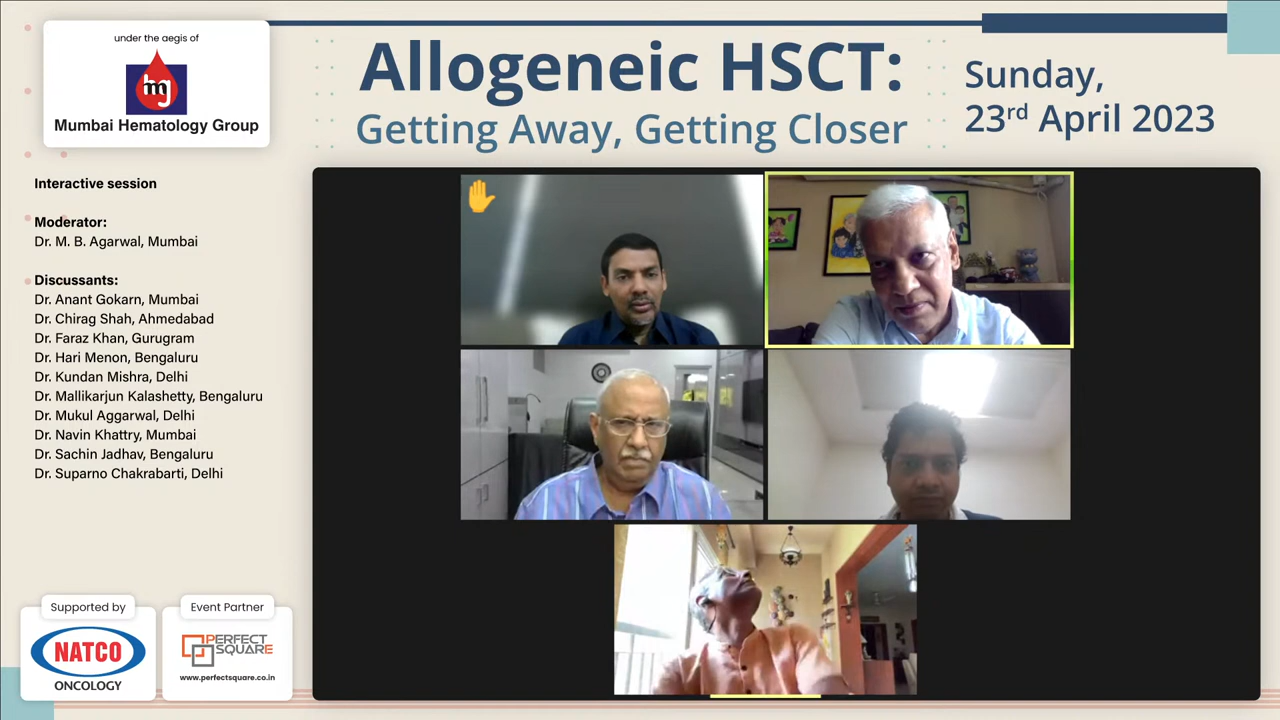 under the aegis of
hg
Mumbai Hematology Group
Allogeneic HSCT:
Getting Away, Getting Closer
Sunday,
23rd April 2023
Interactive session
Moderator:
Dr. M. B. Agarwal, Mumbai
Discussants:
Dr. Anant Gokarn, Mumbai
Dr. Chirag Shah, Ahmedabad
Dr. Faraz Khan, Gurugram
Dr. Hari Menon, Bengaluru
Dr. Kundan Mishra, Delhi
Dr. Mallikarjun Kalashetty, Bengaluru
Dr. Mukul Aggarwal, Delhi
Dr. Navin Khattry, Mumbai
Dr. Sachin Jadhav, Bengaluru
Dr. Suparno Chakrabarti, Delhi
Supported by
NATCO
ONCOLOGY
Event Partner
PERFECT
SQUARE
www.perfectsquare.co.in